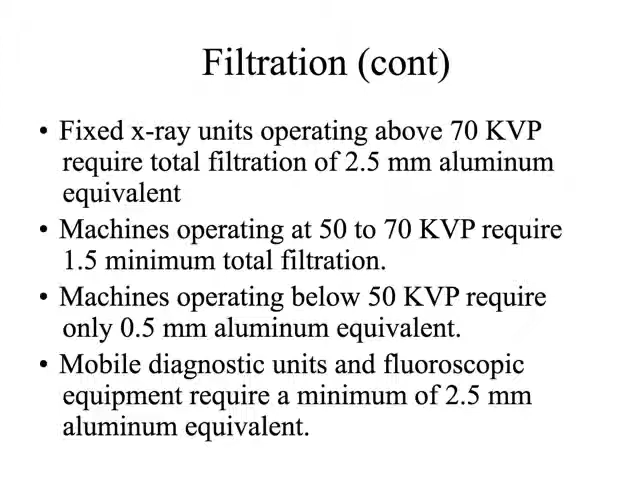 Filtration (cont)
• Fixed x-ray units operating above 70 KVP
require total filtration of 2.5 mm aluminum
equivalent
• Machines operating at 50 to 70 KVP require
1.5 minimum total filtration.
• Machines operating below 50 KVP require
only 0.5 mm aluminum equivalent.
• Mobile diagnostic units and fluoroscopic
equipment require a minimum of 2.5 mm
aluminum equivalent.